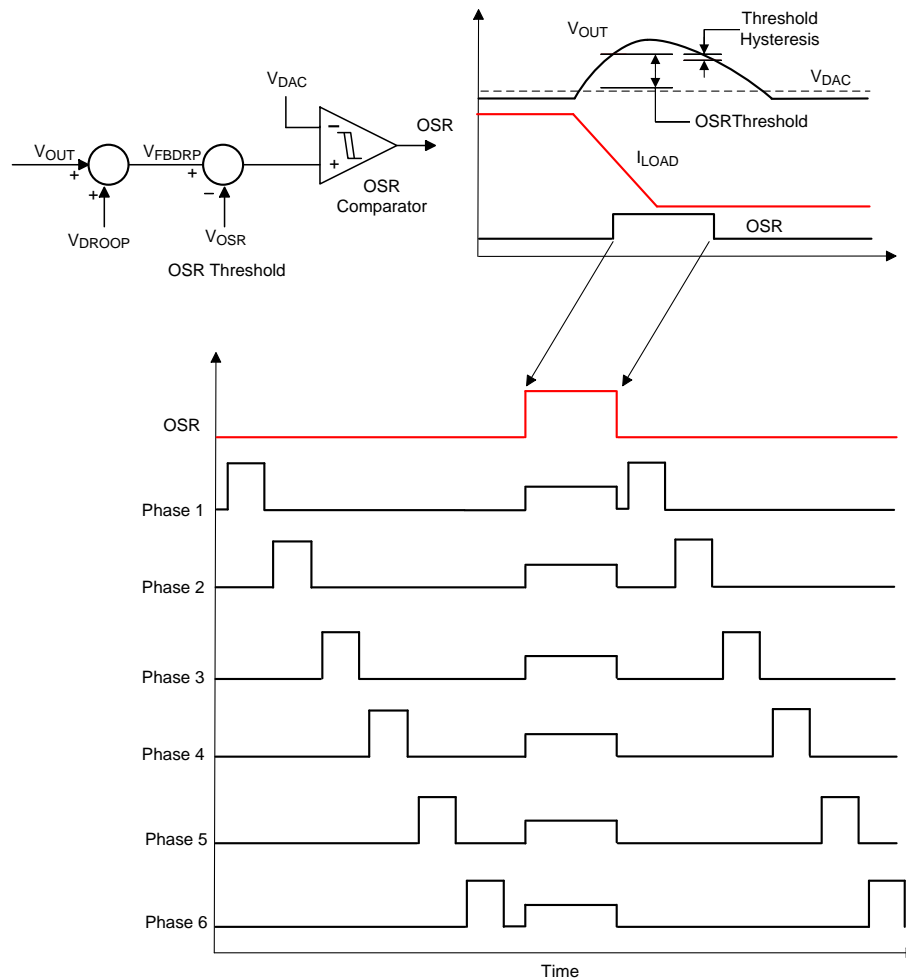 VOUT
Threshold
Hysteresis
VDAC
OSRThreshold
ILOAD
OSR
VDAC
OSR
VOUT
VFBDRP
+
+
+
−
−
+
OSR
Comparator
VDROOP
VOSR
OSR Threshold
OSR
Phase 1
Phase 2
Phase 3
Phase 4
Phase 5
Phase 6
Time